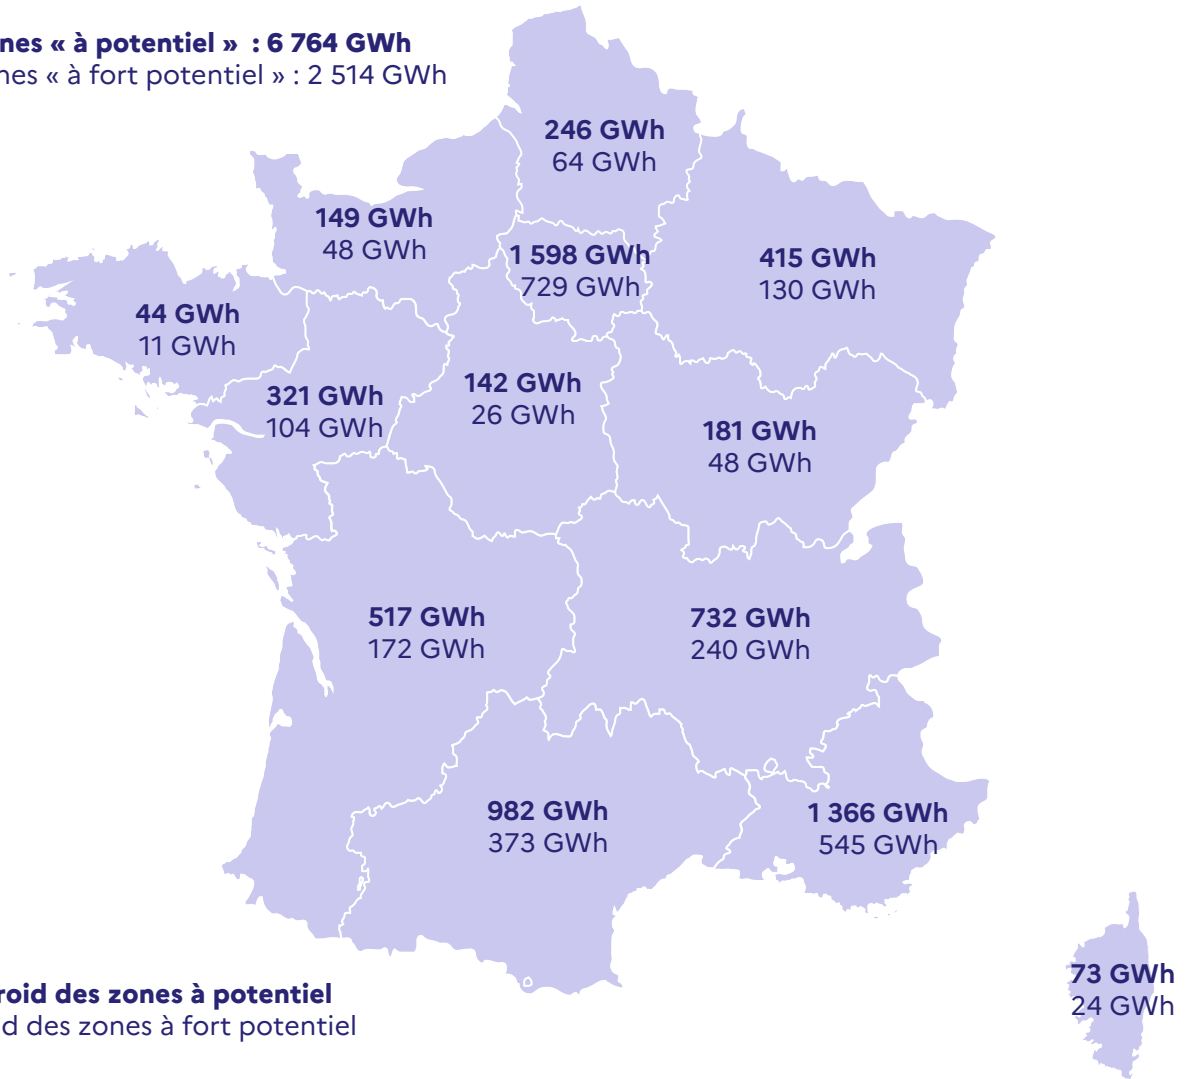 nes « à potentiel » : 6 764 GWh
nes « à fort potentiel » : 2 514 GWh
246 GWh
64 GWh
149 GWh
48 GWh
1 598 GWh
729 GWh
415 GWh
130 GWh
44 GWh
11 GWh
321 GWh
104 GWh
142 GWh
26 GWh
181 GWh
48 GWh
517 GWh
172 GWh
732 GWh
240 GWh
982 GWh
373 GWh
1 366 GWh
545 GWh
73 GWh
24 GWh
roid des zones à potentiel
d des zones à fort potentiel